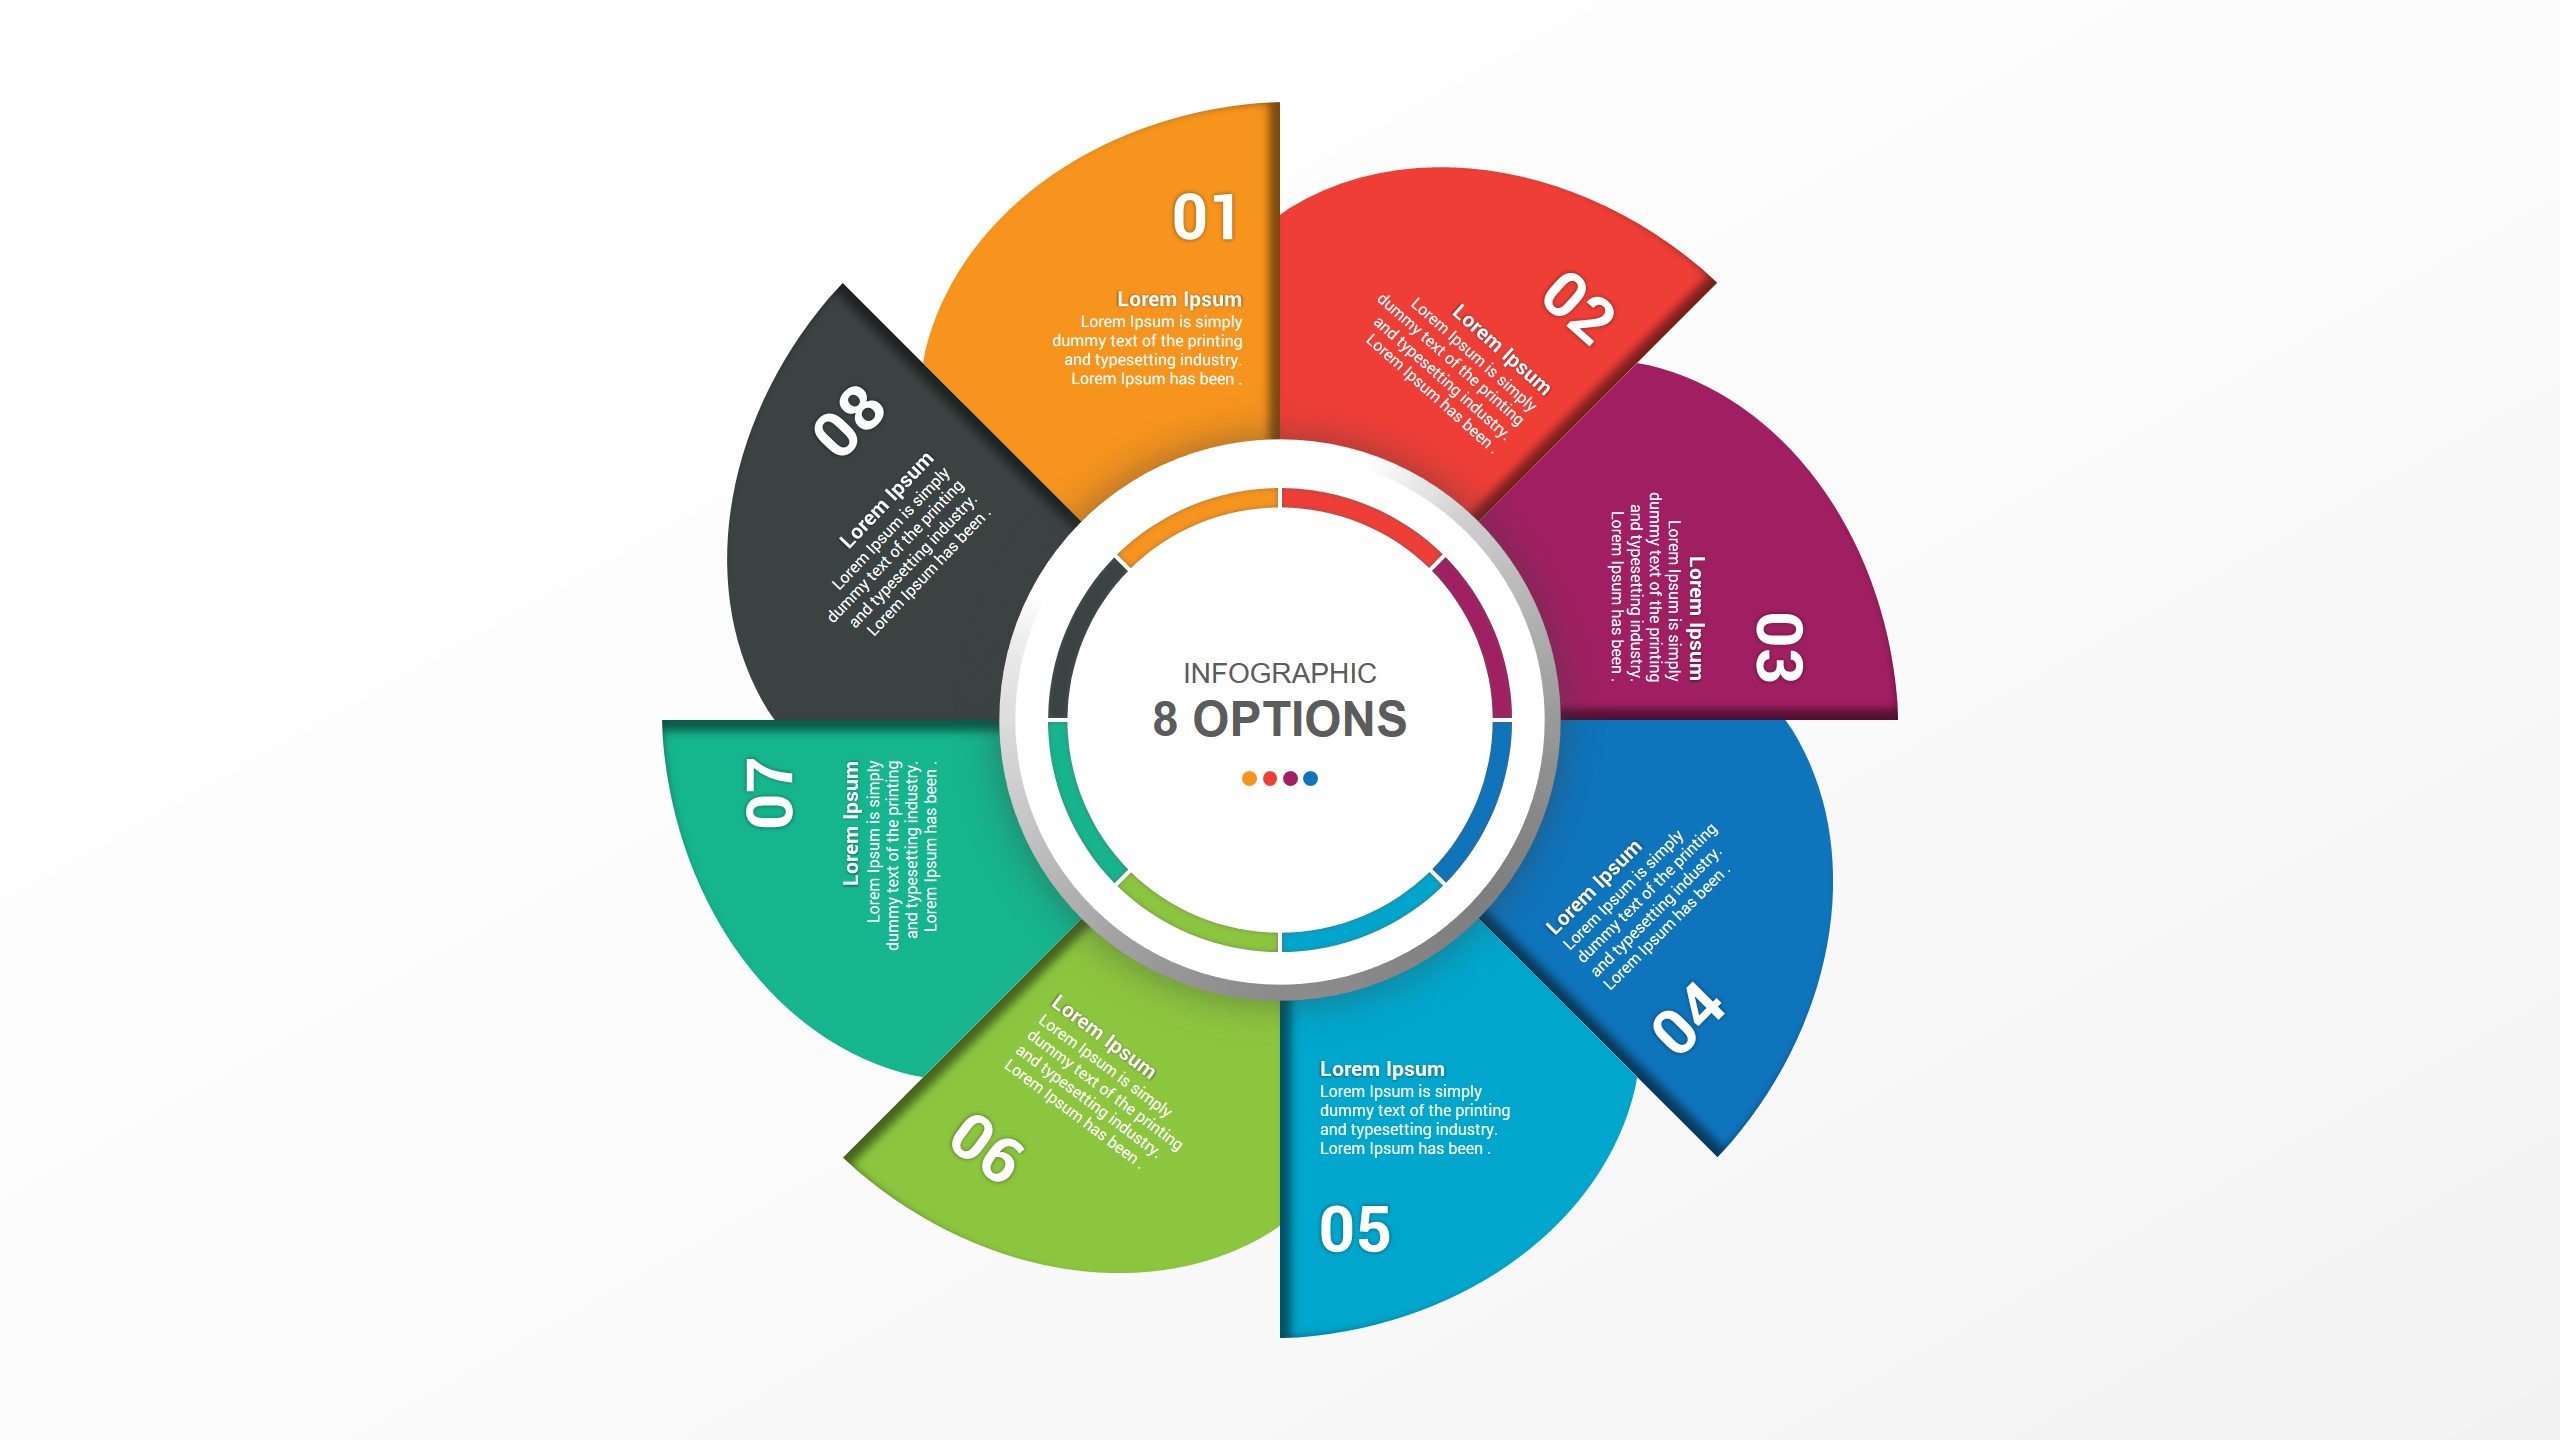 01
Lorem Ipsum
Lorem Ipsum is simply
dummy text of the printing
and typesetting industry.
Lorem Ipsum has been .
02
Lorem Ipsum
Lorem Ipsum is simply
dummy text of the printing
and typesetting industry.
Lorem Ipsum has been .
03
Lorem Ipsum
Lorem Ipsum is simply
dummy text of the printing
and typesetting industry.
Lorem Ipsum has been .
Lorem Ipsum
Lorem Ipsum is simply
dummy text of the printing
and typesetting industry.
Lorem Ipsum has been .
04
Lorem Ipsum
Lorem Ipsum is simply
dummy text of the printing
and typesetting industry.
Lorem Ipsum has been .
05
Lorem Ipsum
Lorem Ipsum is simply
dummy text of the printing
and typesetting industry.
Lorem Ipsum has been .
06
07
Lorem Ipsum
Lorem Ipsum is simply
dummy text of the printing
and typesetting industry.
Lorem Ipsum has been .
08
Lorem Ipsum
Lorem Ipsum is simply
dummy text of the printing
and typesetting industry.
Lorem Ipsum has been .
INFOGRAPHIC
8 OPTIONS